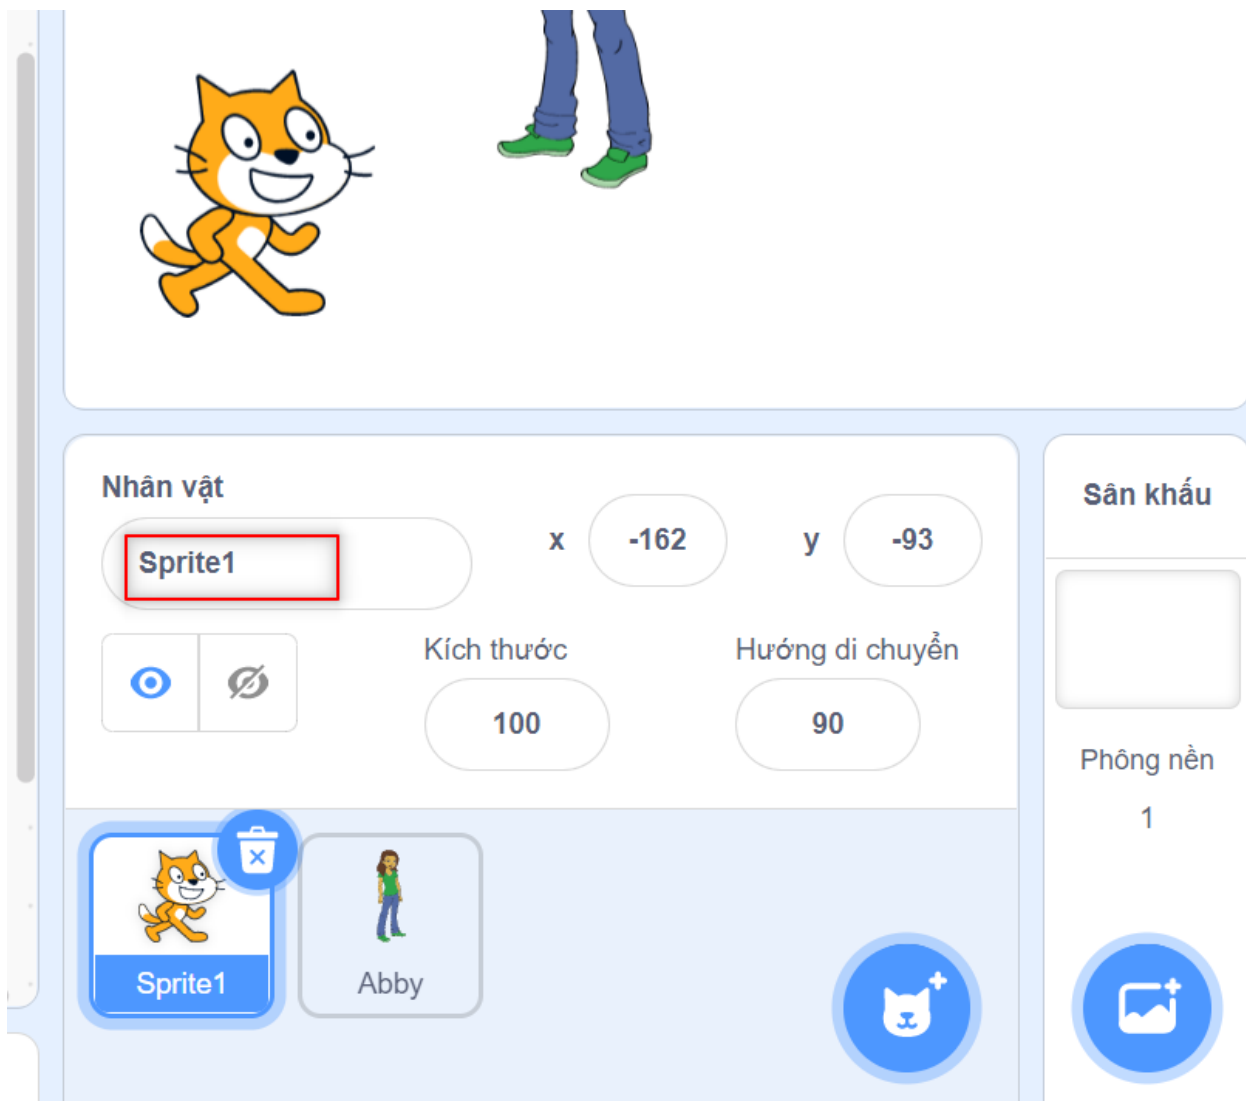 Nhân vật
Sprite1
x
-162
y
-93
Kích thước
100
Hướng di chuyển
90
Sprite1
Abby
Sân khấu
Phông nền
1